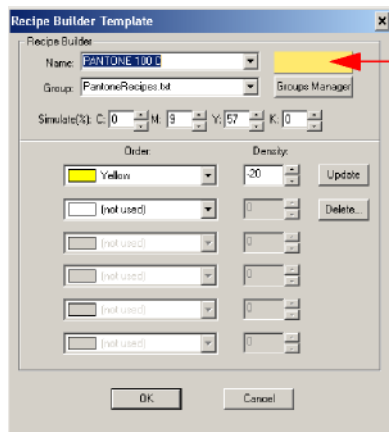 Recipe Builder Template
Recipe Builder
Name: PANTONE 100 C
Group: PantoneRecipes.txt Groups Manager
Simulate(%): C: 0 M: 9 Y: 57 K: 0
Order: Density:
Yellow -20 Update
(not used) 0 Delete...
(not used) 0
(not used) 0
(not used) 0
(not used) 0
OK Cancel